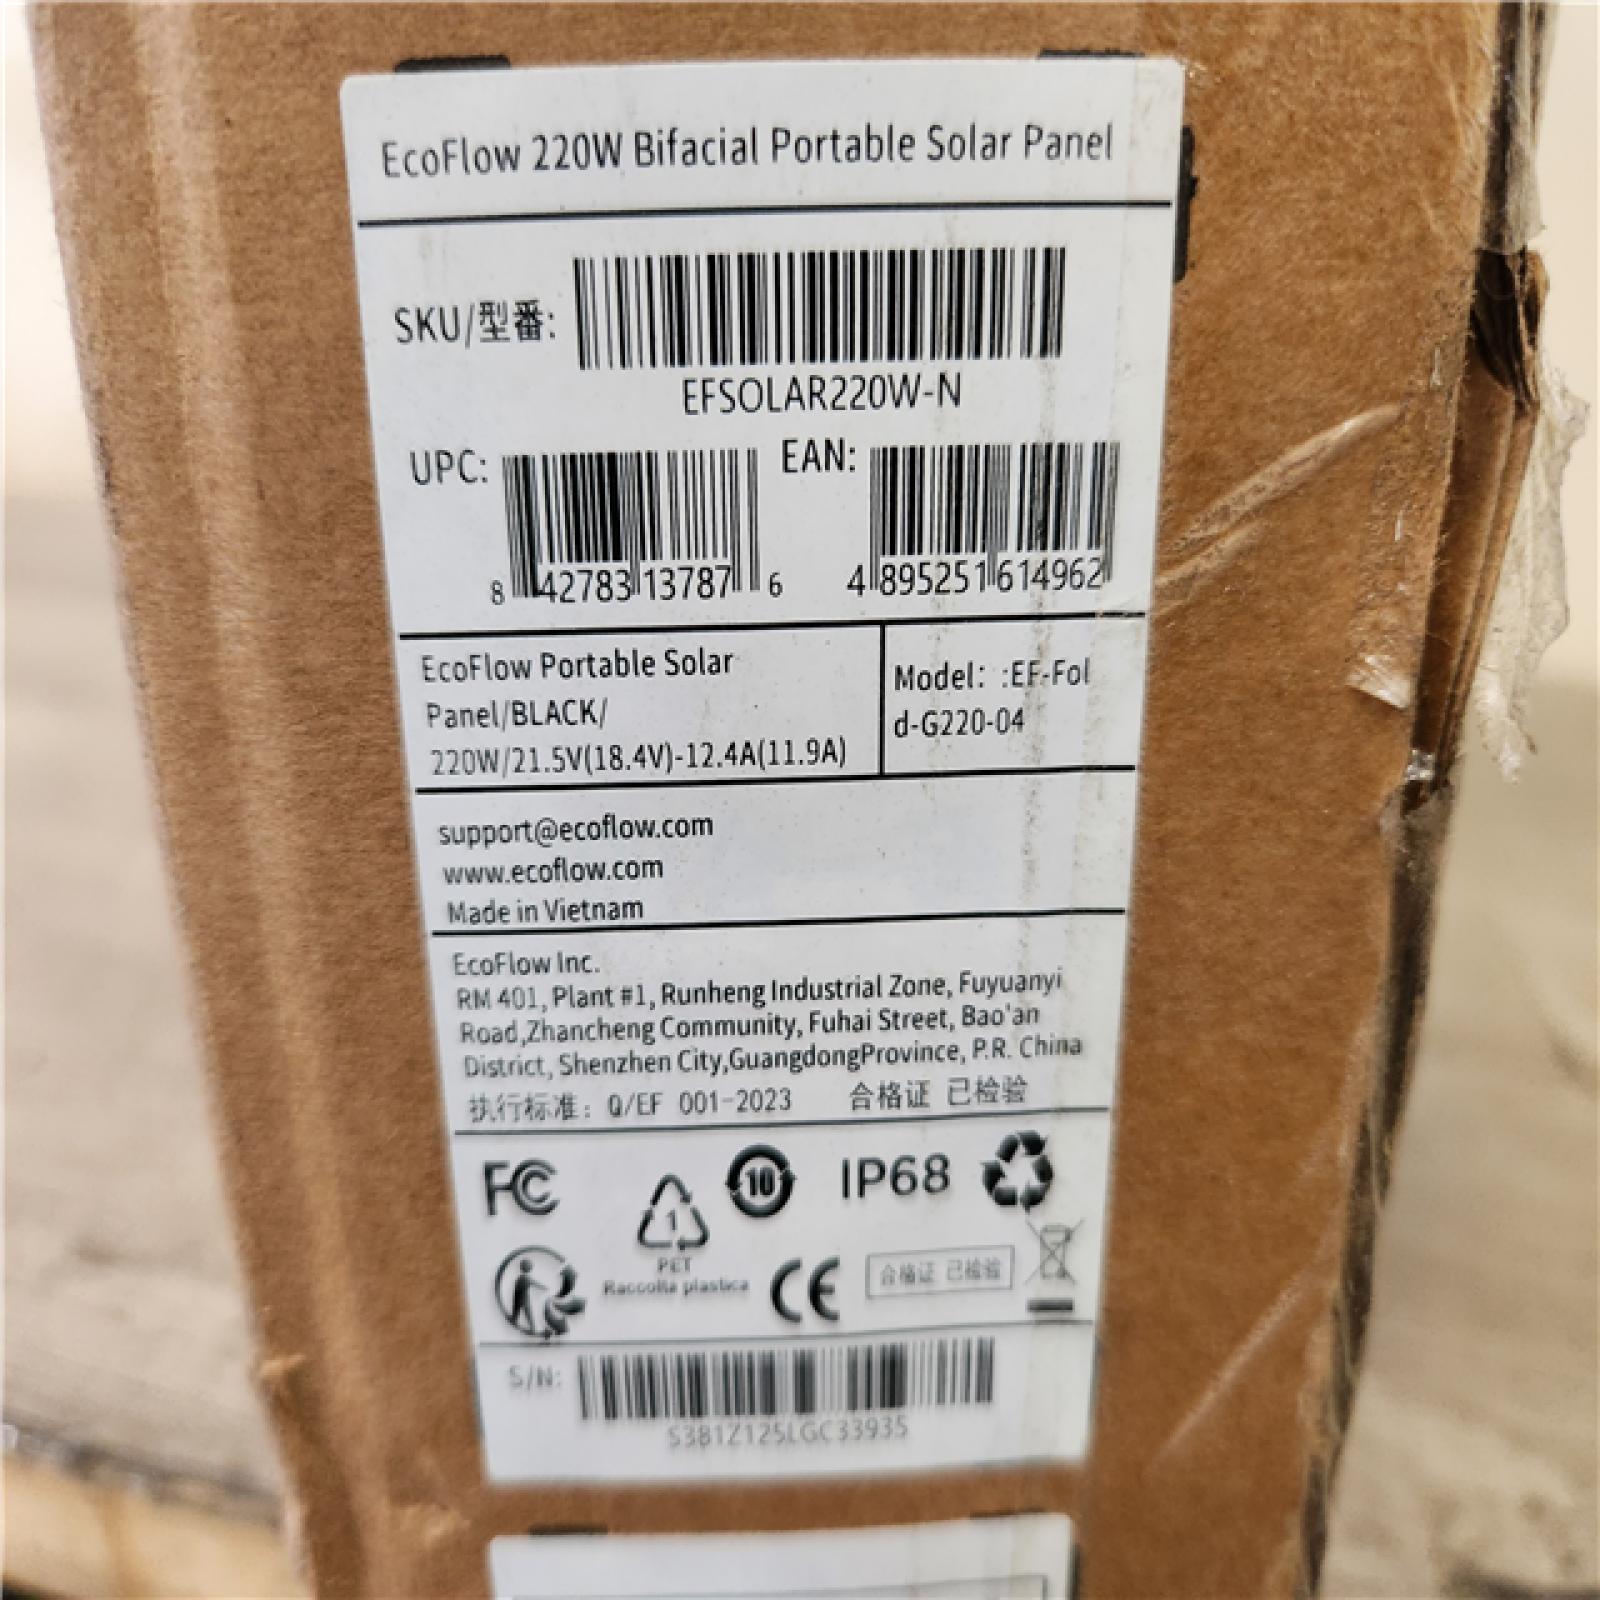 EcoFlow 220W Bifacial Portable Solar Panel
SKU/型番:
EFSOLAR220W-N
UPC: EAN:
8 42783 13787 6 4 895251 614962
EcoFlow Portable Solar
Panel/BLACK/
220W/21.5V(18.4V)-12.4A(11.9A)
Model: :EF-Fol
d-G220-04
support@ecoflow.com
www.ecoflow.com
Made in Vietnam
EcoFlow Inc.
RM 401, Plant #1, Runheng Industrial Zone, Fuyuanyi
Road,Zhancheng Community, Fuhai Street, Bao'an
District, Shenzhen City,GuangdongProvince, P.R. China
执行标准: Q/EF 001-2023 合格证 已检验
FC 10 IP68
1
PET
Raccolta plastica
CE 合格证 已检验
S/N:
S3B1Z125LGC33935